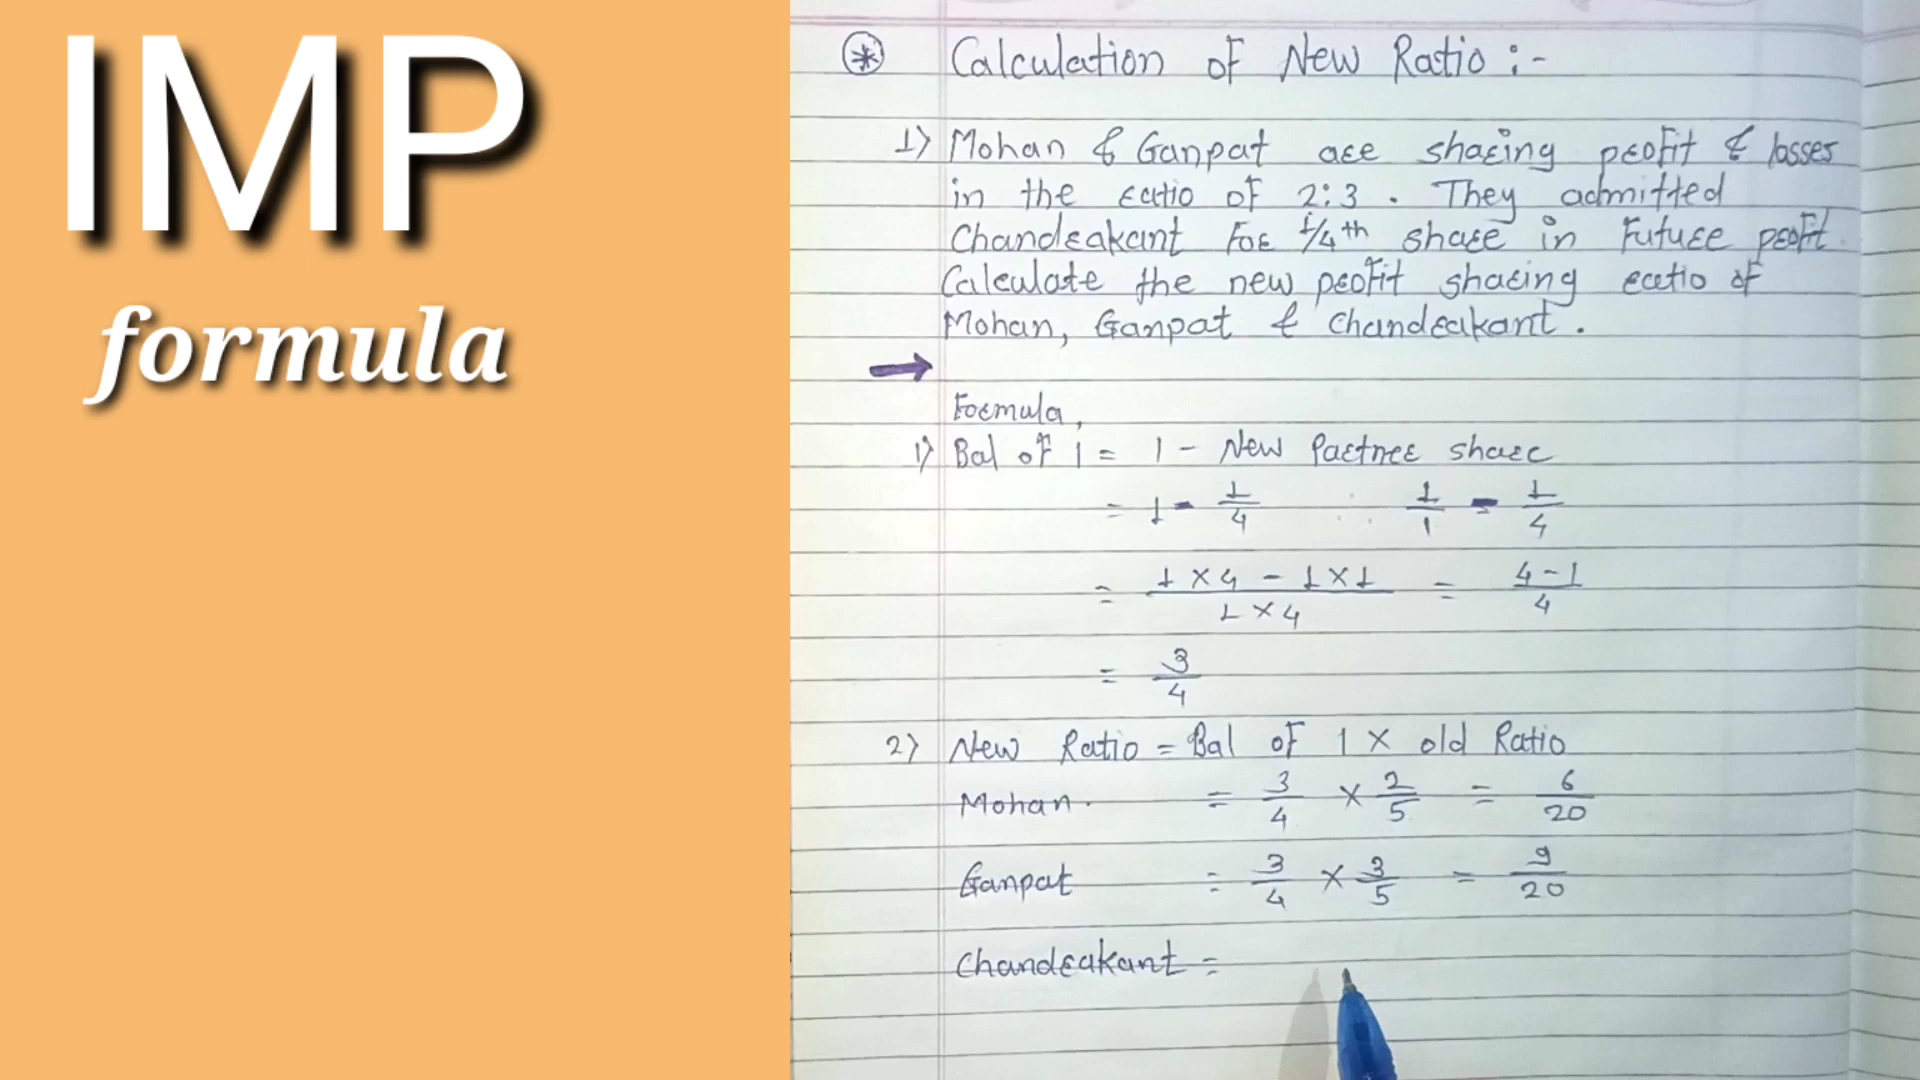 IMP
formula
* Calculation of New Ratio :-
1) Mohan & Ganpat are sharing profit & losses
in the ratio of 2:3 . They admitted
Chandrakant For 1/4th share in Future profit.
Calculate the new profit sharing ratio of
Mohan, Ganpat & Chandrakant .
→
Formula,
1) Bal of 1 = 1 - New Partner share
= 1 - 1/4    1/1 - 1/4
= 1 x 4 - 1 x 1 / 1 x 4 = 4 - 1 / 4
= 3/4
2) New Ratio = Bal of 1 x old Ratio
Mohan. = 3/4 x 2/5 = 6/20
Ganpat = 3/4 x 3/5 = 9/20
Chandrakant =